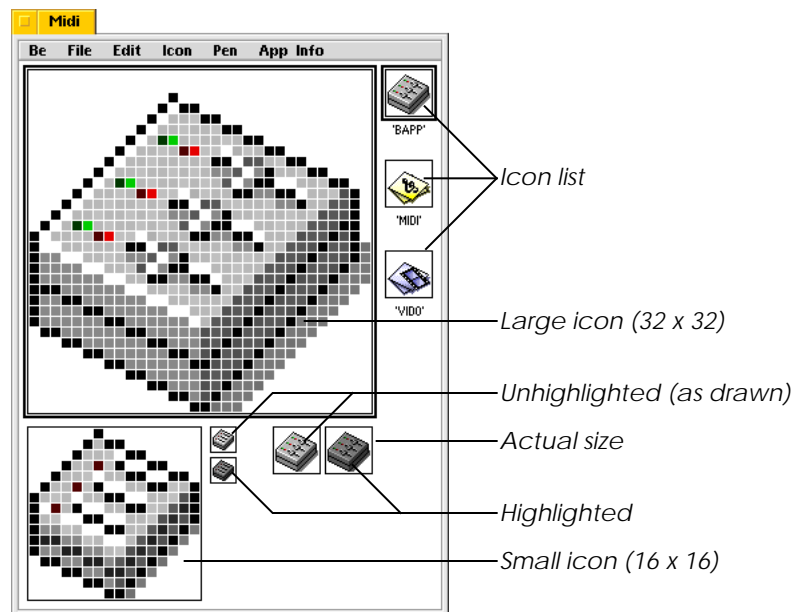 Midi
Be File Edit Icon Pen App Info
'BAPP'
Icon list
'MIDI'
'VIDO'
Large icon (32 x 32)
Unhighlighted (as drawn)
Actual size
Highlighted
Small icon (16 x 16)